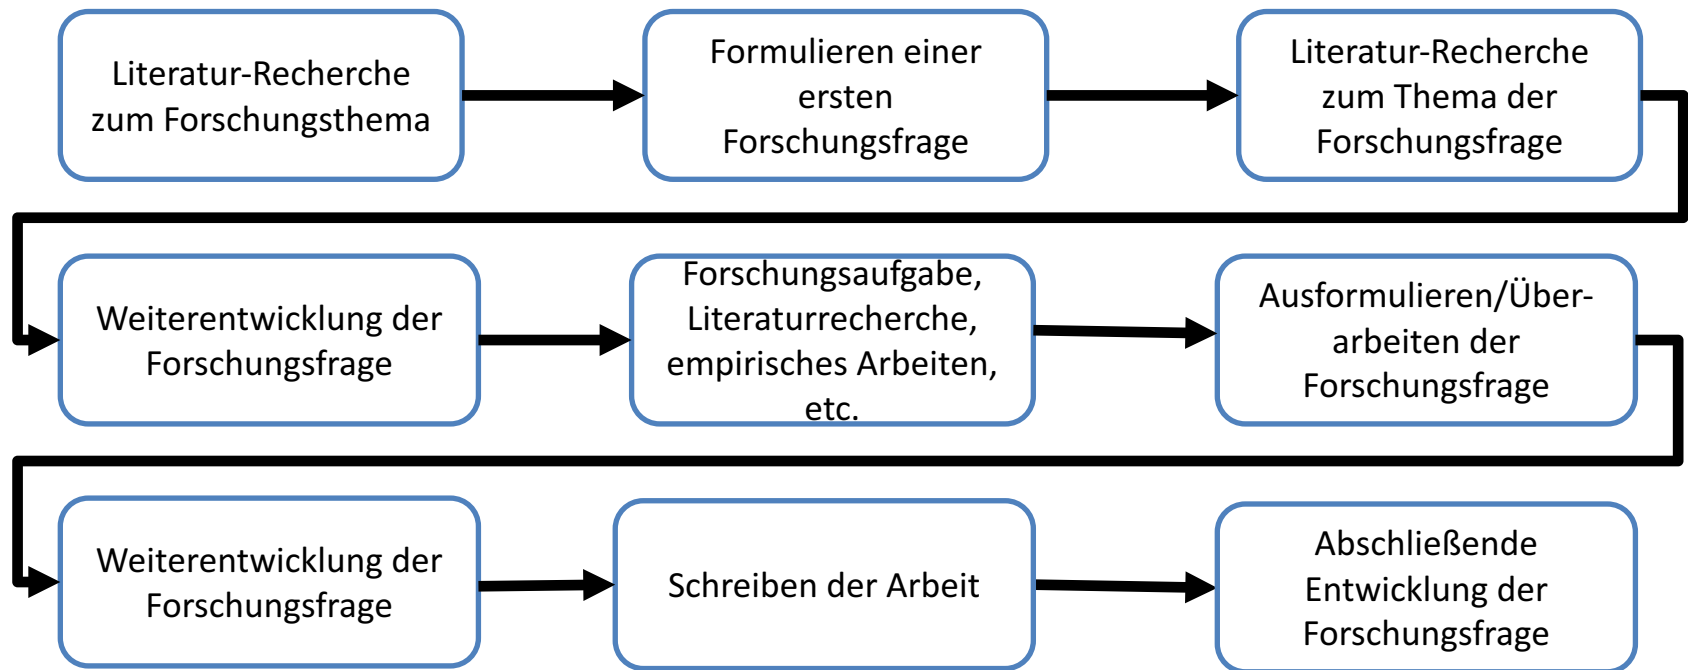 Literatur-Recherche
zum Forschungsthema
Formulieren einer
ersten
Forschungsfrage
Literatur-Recherche
zum Thema der
Forschungsfrage
Weiterentwicklung der
Forschungsfrage
Forschungsaufgabe,
Literaturrecherche,
empirisches Arbeiten,
etc.
Ausformulieren/Über-
arbeiten der
Forschungsfrage
Weiterentwicklung der
Forschungsfrage
Schreiben der Arbeit
Abschließende
Entwicklung der
Forschungsfrage